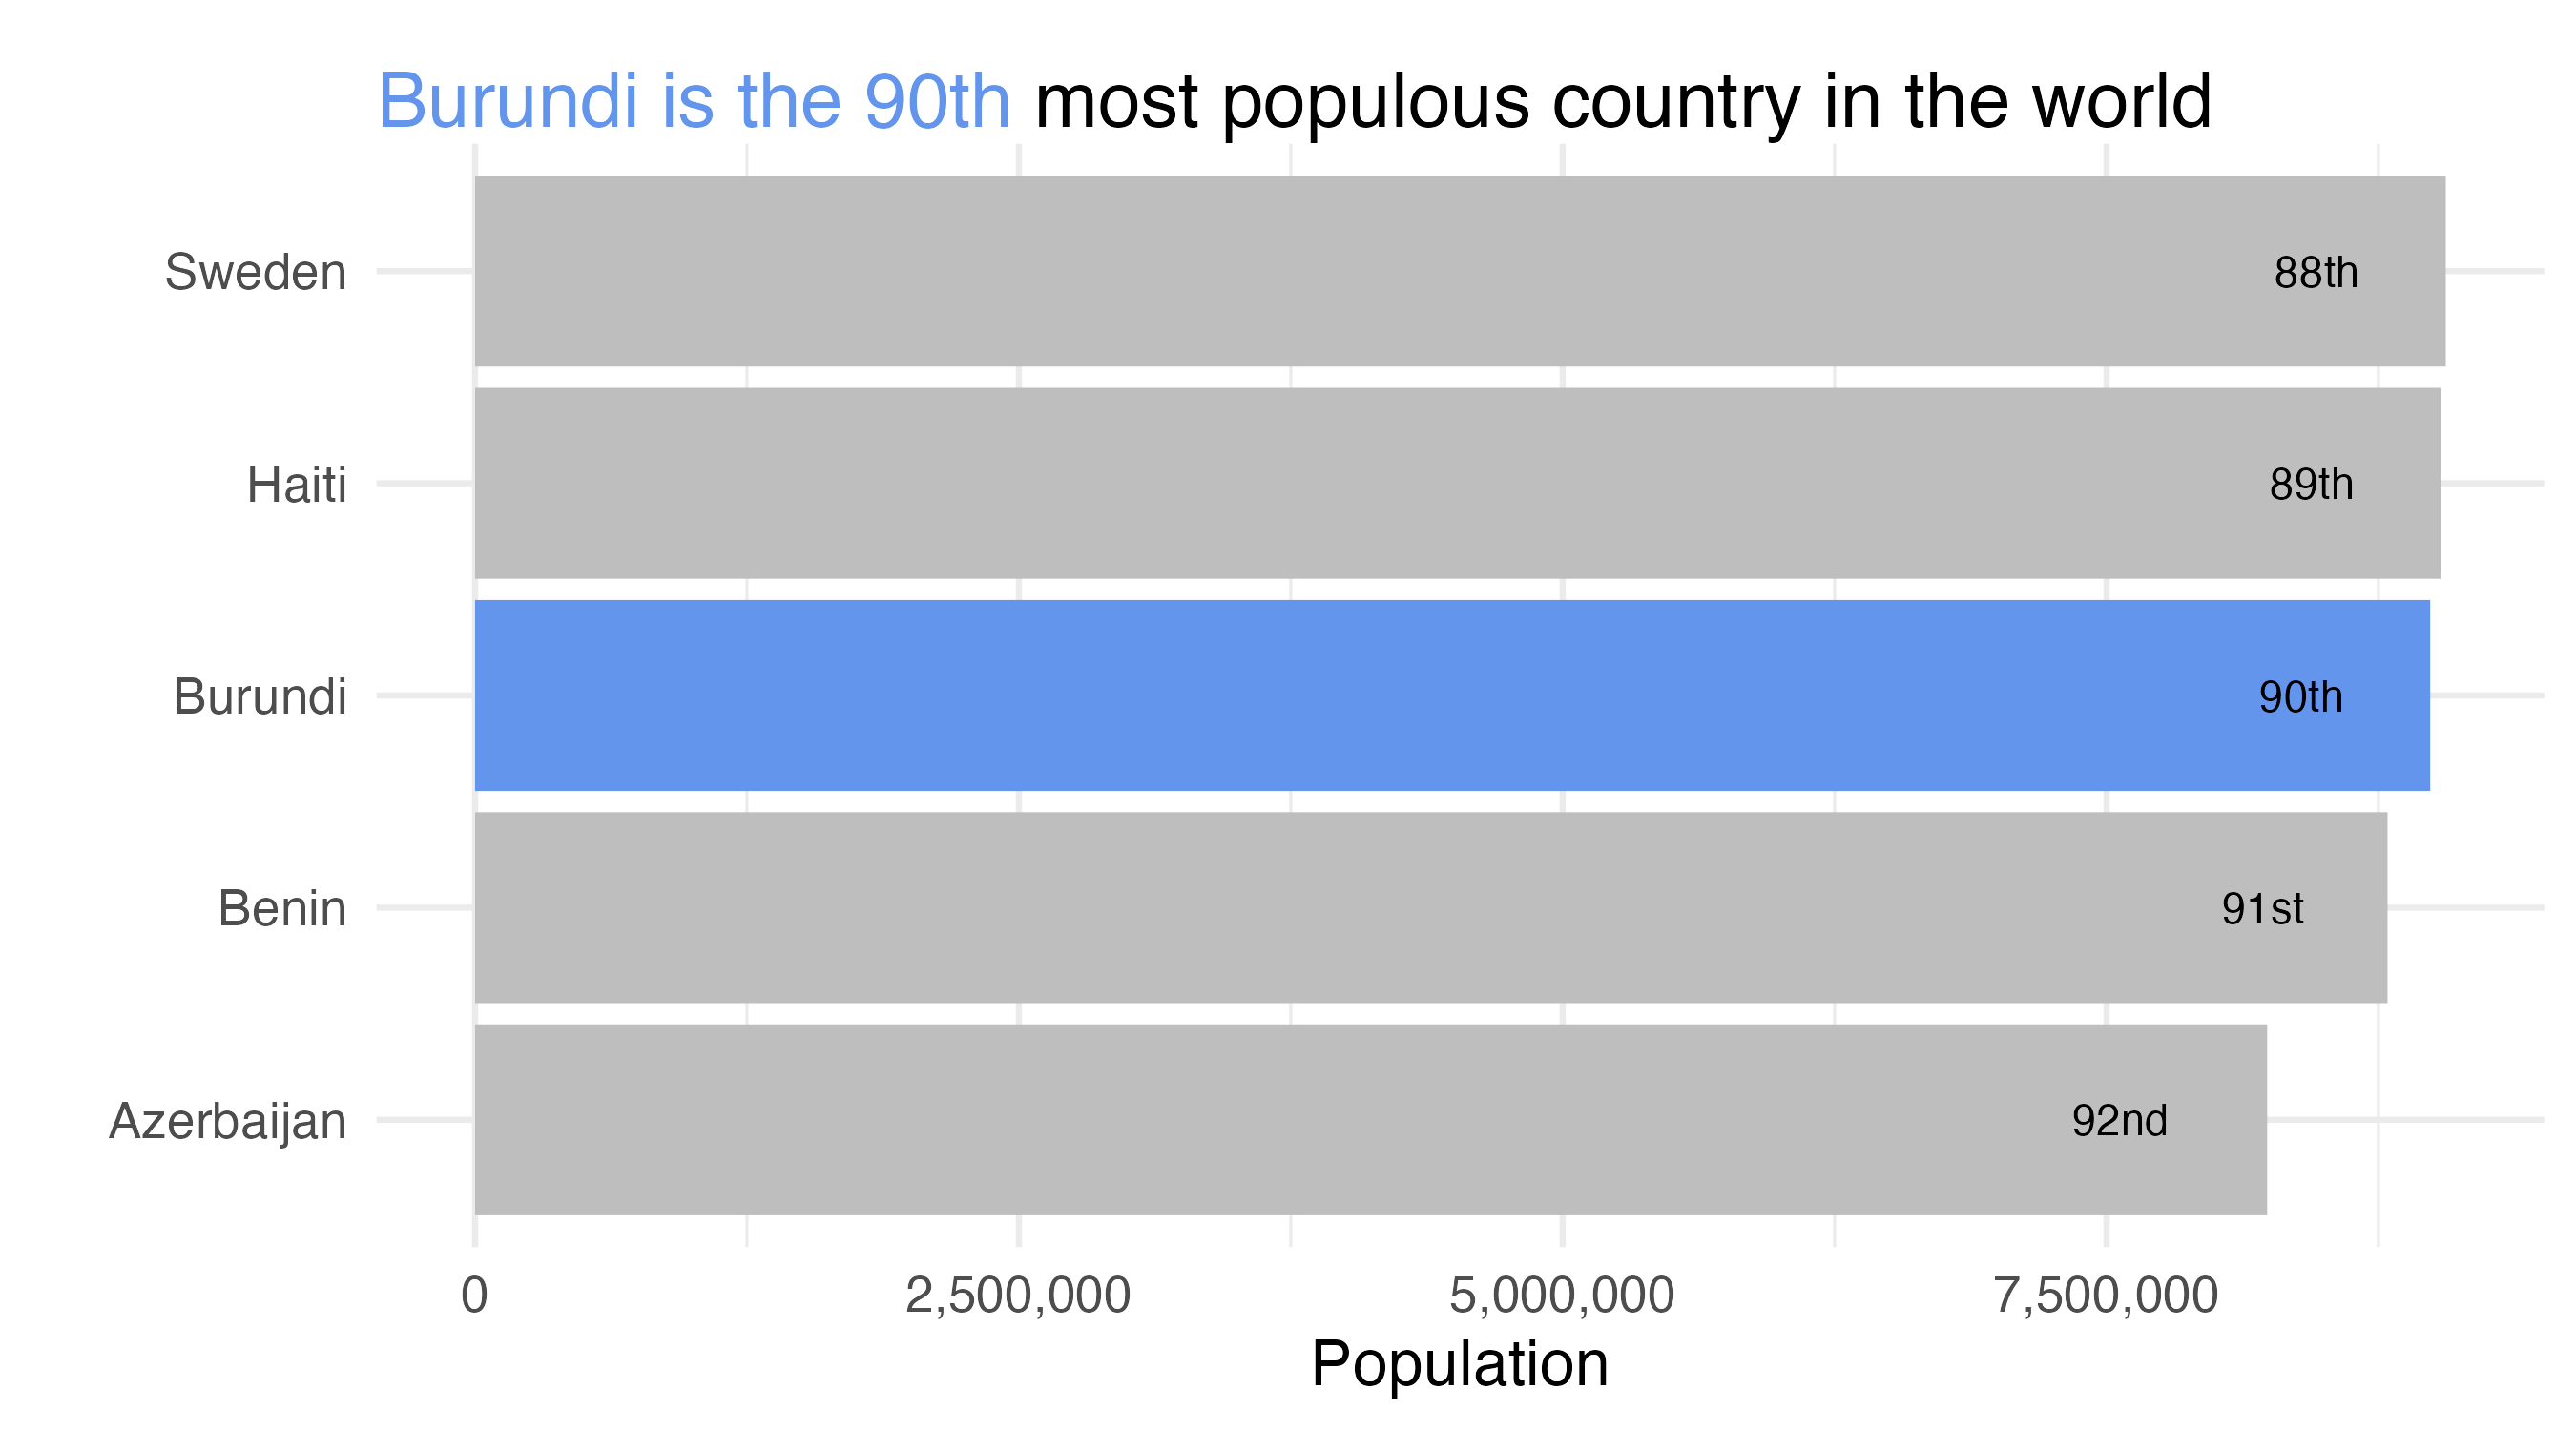 Burundi is the 90th most populous country in the world
Sweden 88th
Haiti 89th
Burundi 90th
Benin 91st
Azerbaijan 92nd
0 2,500,000 5,000,000 7,500,000
Population